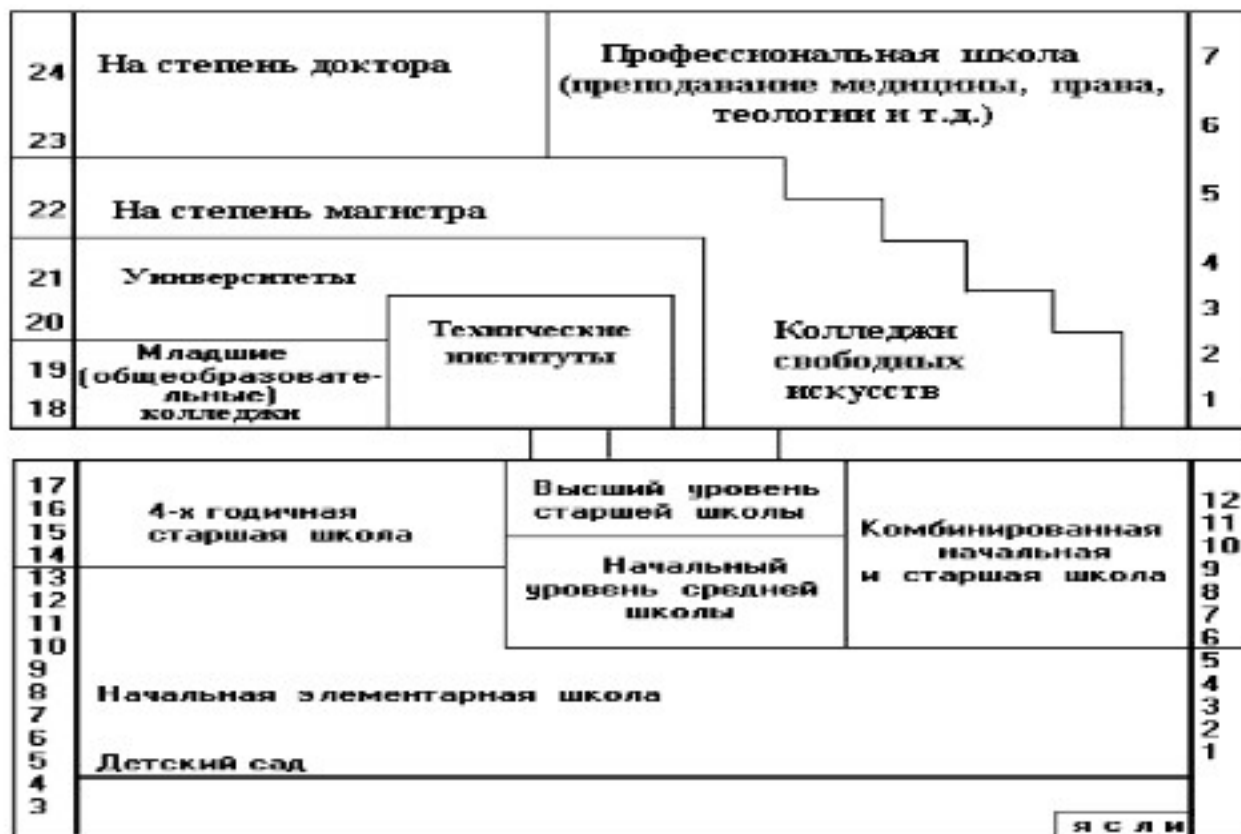 24
23
22
21
20
19
18
На степень доктора
Профессиональная школа
(преподавание медицины, права,
теологии и т.д.)
На степень магистра
Университеты
Технические
институты
Младшие
(общеобразовате-
льные)
колледжи
Колледжи
свободных
искусств
7
6
5
4
3
2
1
17
16
15
14
13
12
11
10
9
8
7
6
5
4
3
4-х годичная
старшая школа
Высший уровень
старшей школы
Начальный
уровень средней
школы
Комбинированная
начальная
и старшая школа
Начальная элементарная школа
Детский сад
ясли
12
11
10
9
8
7
6
5
4
3
2
1